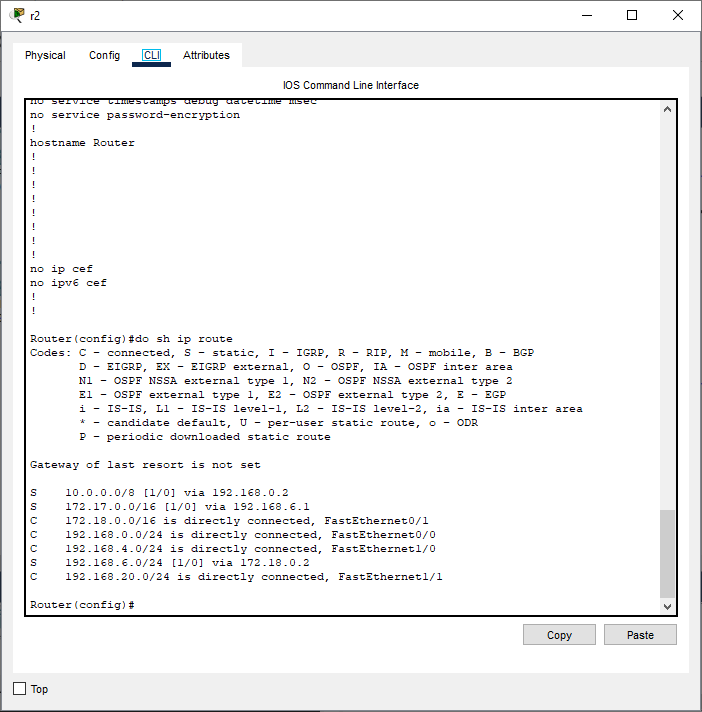 r2
Physical Config CLI Attributes
IOS Command Line Interface
no service timestamps debug datetime msec
no service password-encryption
!
hostname Router
!
!
!
!
!
!
!
!
no ip cef
no ipv6 cef
!
!
Router(config)#do sh ip route
Codes: C - connected, S - static, I - IGRP, R - RIP, M - mobile, B - BGP
D - EIGRP, EX - EIGRP external, O - OSPF, IA - OSPF inter area
N1 - OSPF NSSA external type 1, N2 - OSPF NSSA external type 2
E1 - OSPF external type 1, E2 - OSPF external type 2, E - EGP
i - IS-IS, L1 - IS-IS level-1, L2 - IS-IS level-2, ia - IS-IS inter area
* - candidate default, U - per-user static route, o - ODR
P - periodic downloaded static route
Gateway of last resort is not set
S 10.0.0.0/8 [1/0] via 192.168.0.2
S 172.17.0.0/16 [1/0] via 192.168.6.1
C 172.18.0.0/16 is directly connected, FastEthernet0/1
C 192.168.0.0/24 is directly connected, FastEthernet0/0
C 192.168.4.0/24 is directly connected, FastEthernet1/0
S 192.168.6.0/24 [1/0] via 172.18.0.2
C 192.168.20.0/24 is directly connected, FastEthernet1/1
Router(config)#
Copy Paste
Top